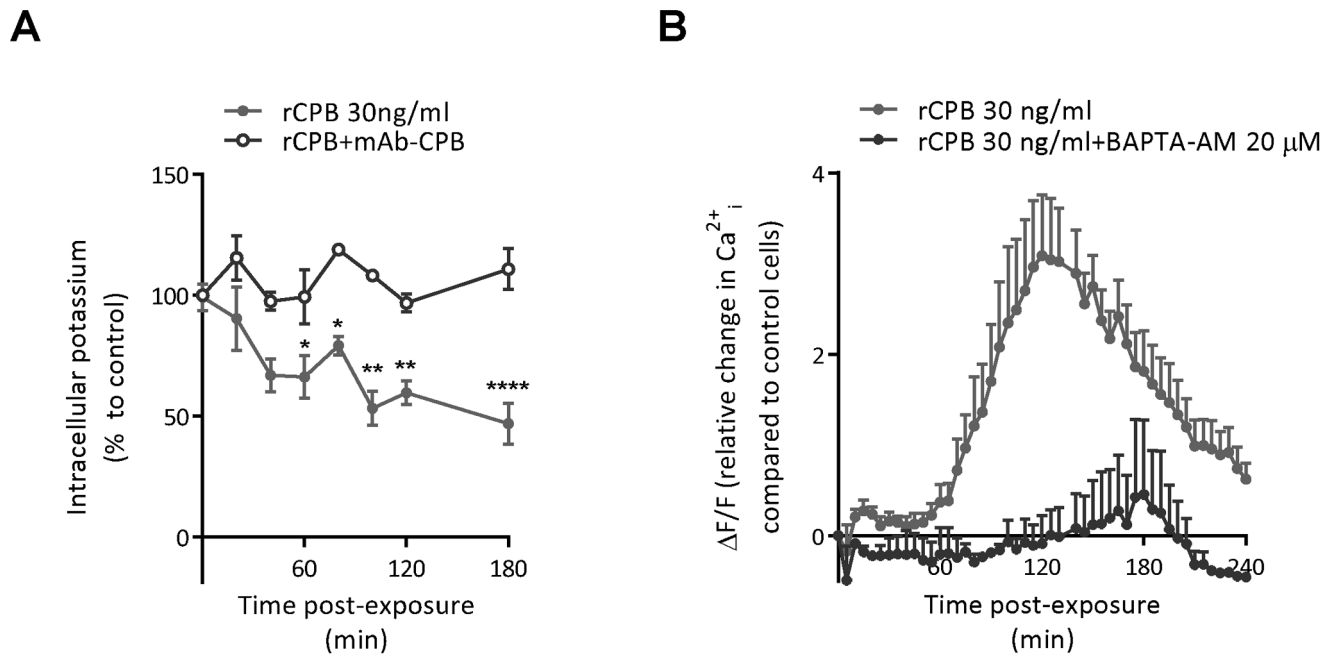 A
rCPB 30ng/ml
rCPB+mAb-CPB
Intracellular potassium
(% to control)
150
100
50
0
*
*
**
**
****
60
120
180
Time post-exposure
(min)
B
rCPB 30 ng/ml
rCPB 30 ng/ml+BAPTA-AM 20 μM
ΔF/F (relative change in Ca²⁺ᵢ
compared to control cells)
4
2
0
60
120
180
240
Time post-exposure
(min)